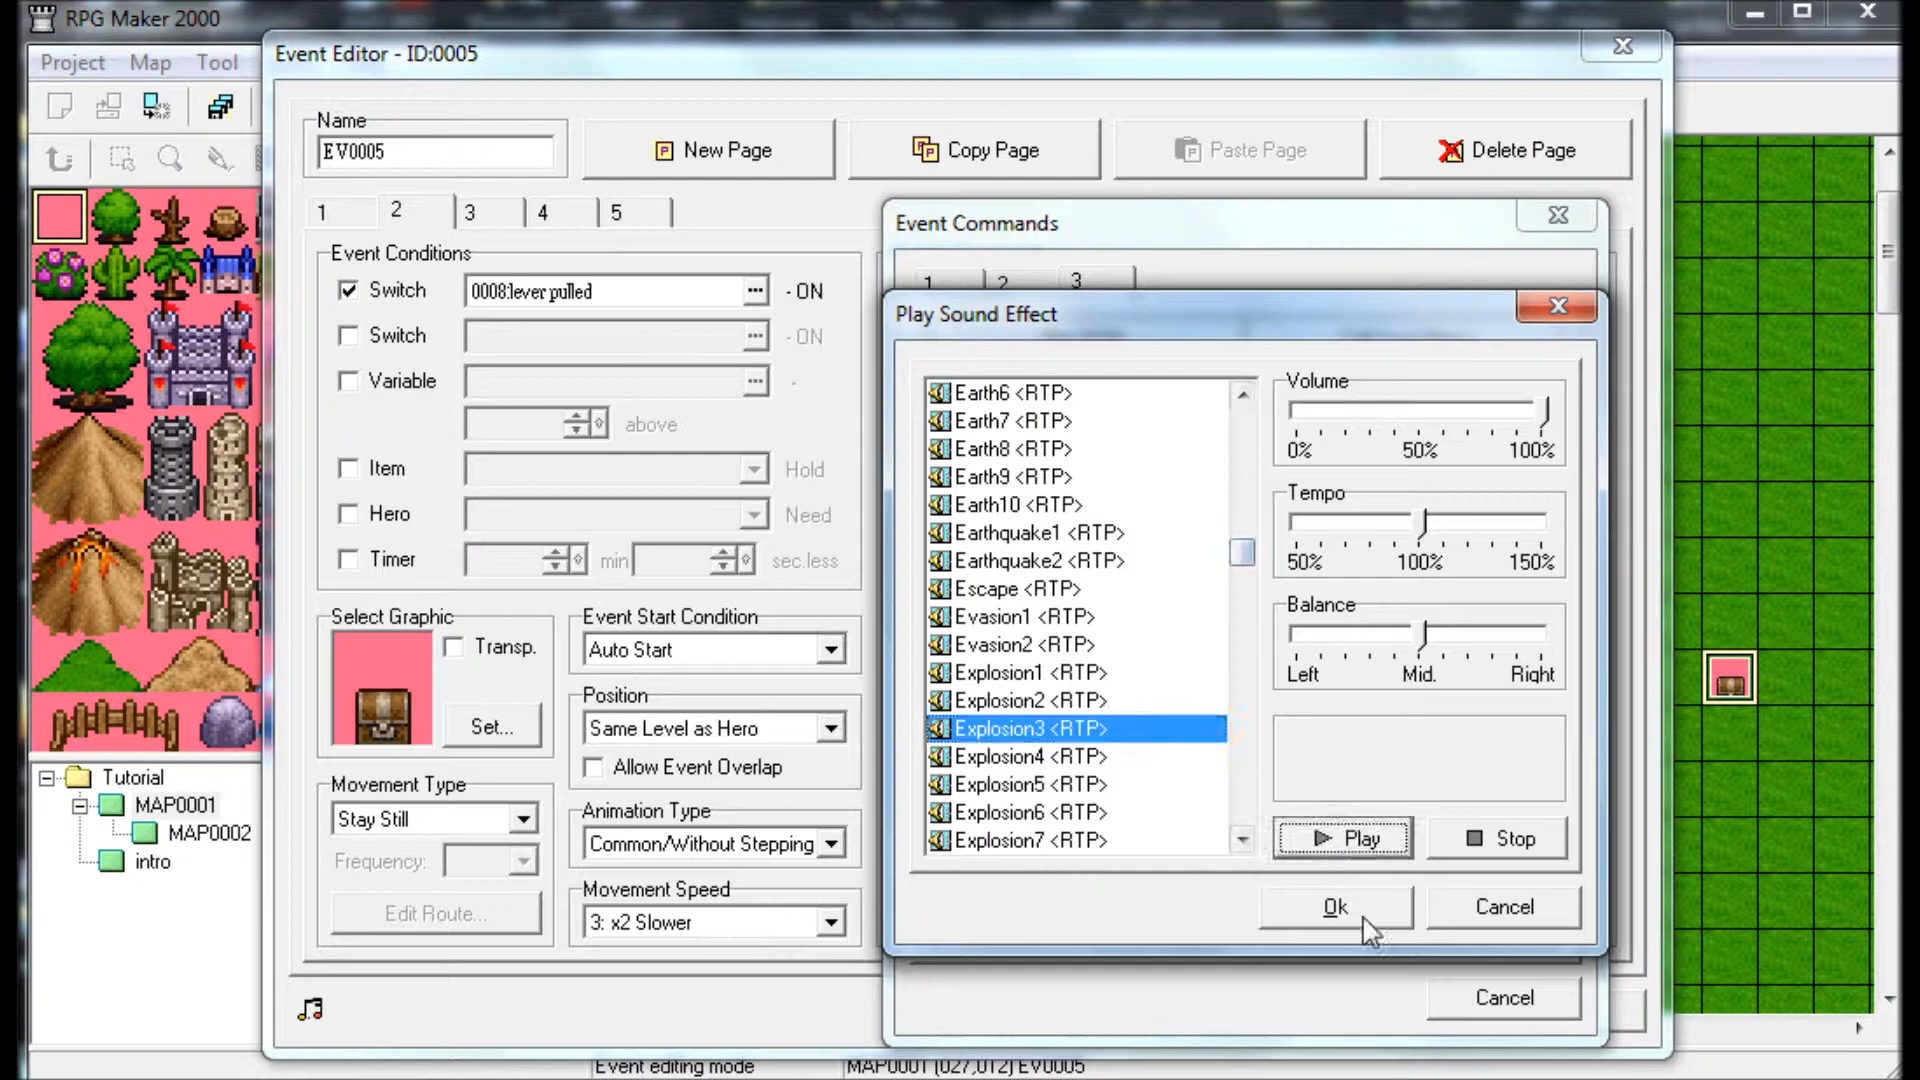 RPG Maker 2000
Project Map Tool
Event Editor - ID:0005
Name
EV0005
New Page
Copy Page
Paste Page
Delete Page
1 2 3 4 5
Event Conditions
Switch 0008:lever pulled ... - ON
Switch ... - ON
Variable ... -
above
Item Hold
Hero Need
Timer min sec.less
Select Graphic
Transp.
Set...
Event Start Condition
Auto Start
Position
Same Level as Hero
Allow Event Overlap
Movement Type
Stay Still
Frequency:
Edit Route...
Animation Type
Common/Without Stepping
Movement Speed
3: x2 Slower
Event Commands
1 2 3
Play Sound Effect
Earth6 <RTP>
Earth7 <RTP>
Earth8 <RTP>
Earth9 <RTP>
Earth10 <RTP>
Earthquake1 <RTP>
Earthquake2 <RTP>
Escape <RTP>
Evasion1 <RTP>
Evasion2 <RTP>
Explosion1 <RTP>
Explosion2 <RTP>
Explosion3 <RTP>
Explosion4 <RTP>
Explosion5 <RTP>
Explosion6 <RTP>
Explosion7 <RTP>
Volume
0% 50% 100%
Tempo
50% 100% 150%
Balance
Left Mid. Right
Play
Stop
Ok
Cancel
Cancel
Tutorial
MAP0001
MAP0002
intro
Event editing mode
MAP0001 (027,012) EV0005